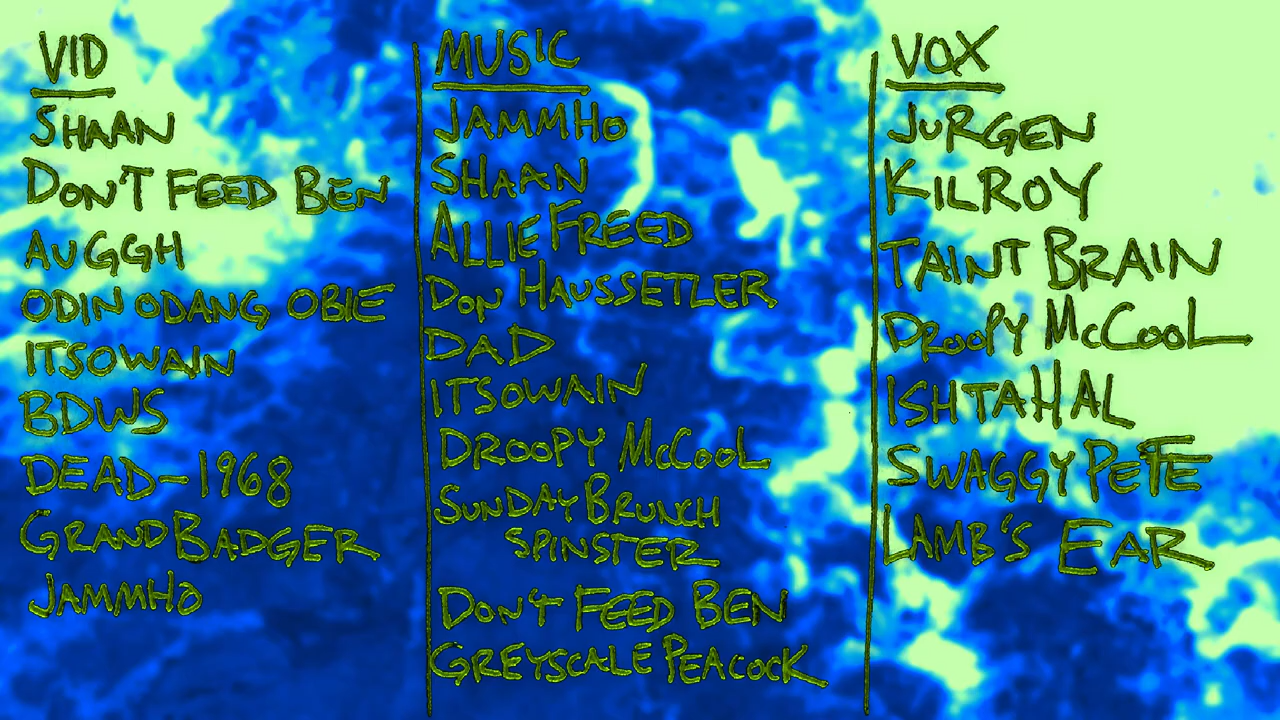 VID
SHAAN
DON'T FEED BEN
AUGGH
ODIN ODANG OBIE
ITSOWAIN
BDWS
DEAD-1968
GRANDBADGER
JAMMHO
MUSIC
JAMMHO
SHAAN
ALLIE FREED
DON HAUSSETLER
DAD
ITSOWAIN
DROOPY McCOOL
SUNDAY BRUNCH
SPINSTER
DON'T FEED BEN
GREYSCALE PEACOCK
VOX
JURGEN
KILROY
TAINT BRAIN
DROOPY McCOOL
ISHTAHAL
SWAGGY PETE
LAMB'S EAR